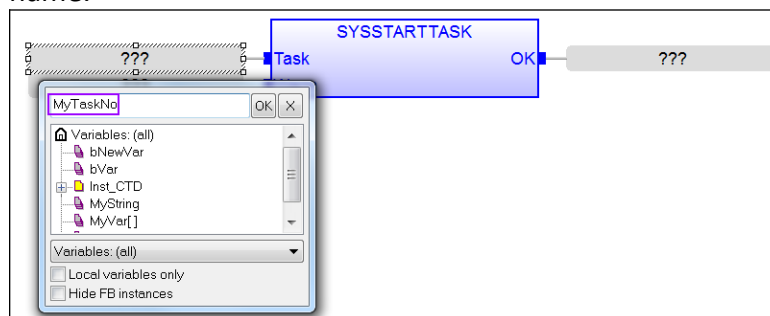 name.
SYSSTARTTASK
??? Task OK ???
MyTaskNo OK X
Variables: (all)
bNewVar
bVar
Inst_CTD
MyString
MyVar[]
Variables: (all)
Local variables only
Hide FB instances